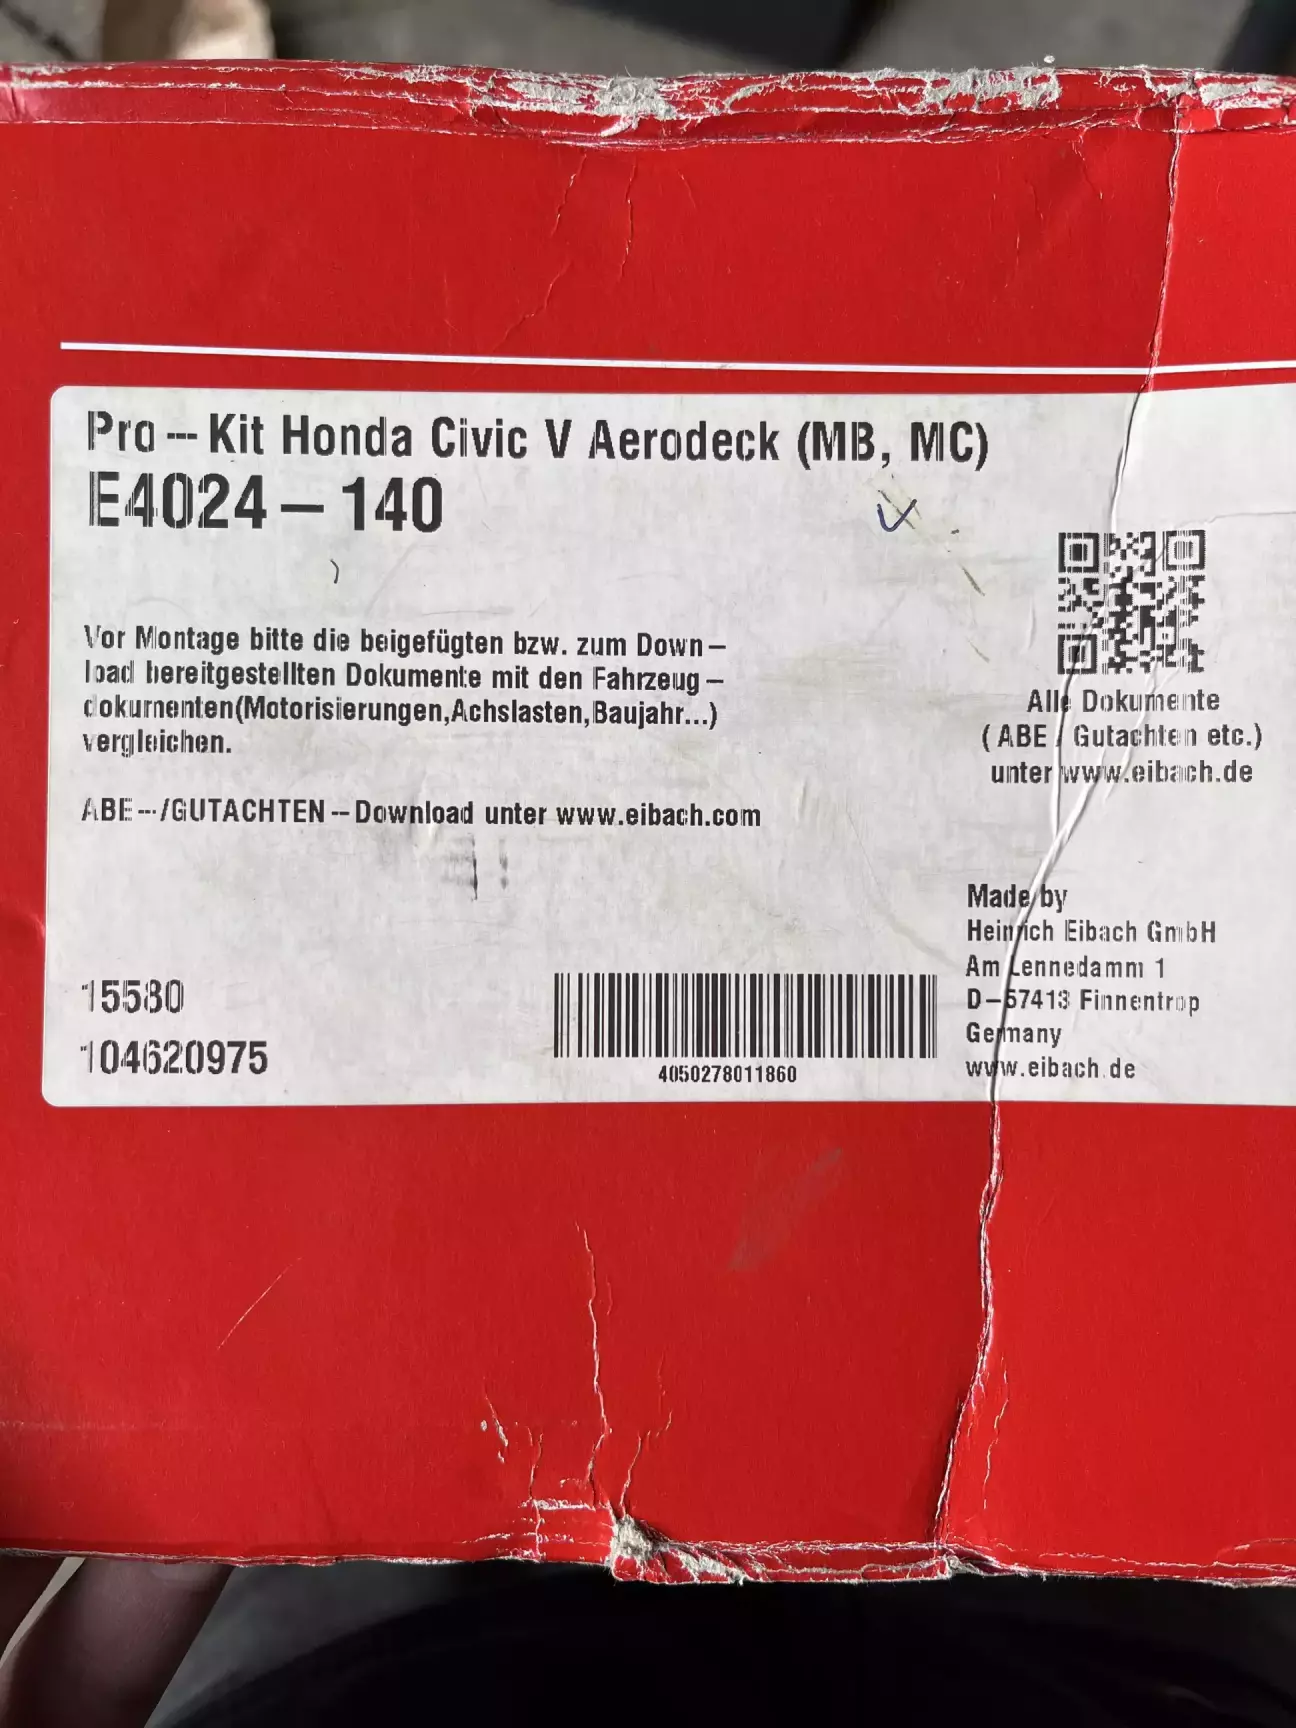 Pro-Kit Honda Civic V Aerodeck (MB, MC)
E4024-140
Vor Montage bitte die beigefügten bzw. zum Down-
load bereitgestellten Dokumente mit den Fahrzeug-
dokumenten(Motorisierungen,Achslasten,Baujahr...)
vergleichen.
ABE-/GUTACHTEN-Download unter www.eibach.com
Alle Dokumente
(ABE / Gutachten etc.)
unter www.eibach.de
Made by
Heinrich Eibach GmbH
Am Lennedamm 1
D-57413 Finnentrop
Germany
www.eibach.de
15580
104620975
4050278011860